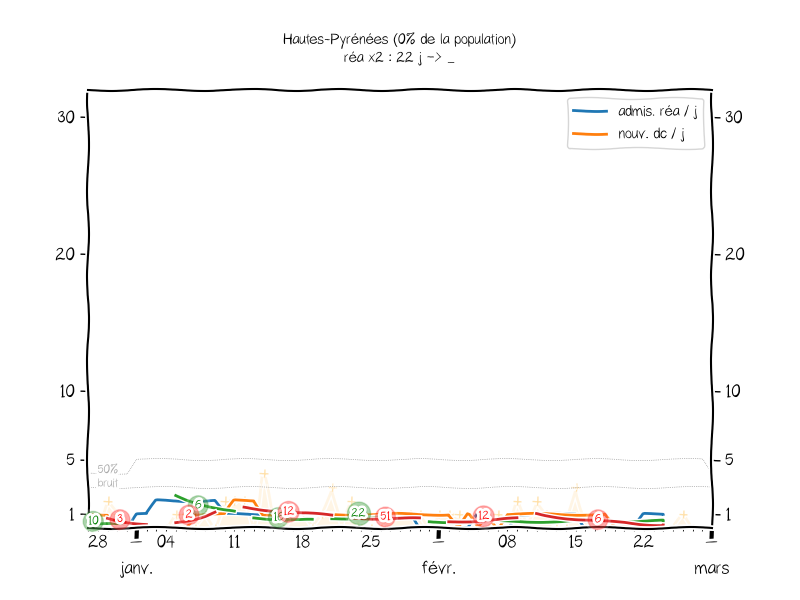 Hautes-Pyrénées (0% de la population)
réa x2 : 22 j -> _
admis. réa / j
nouv. dc / j
30 30
20 20
10 10
5 5
50%
bruit
1 1
10 3 2 6 12 22 51 12 6
28 04 11 18 25 08 15 22
janv. févr. mars